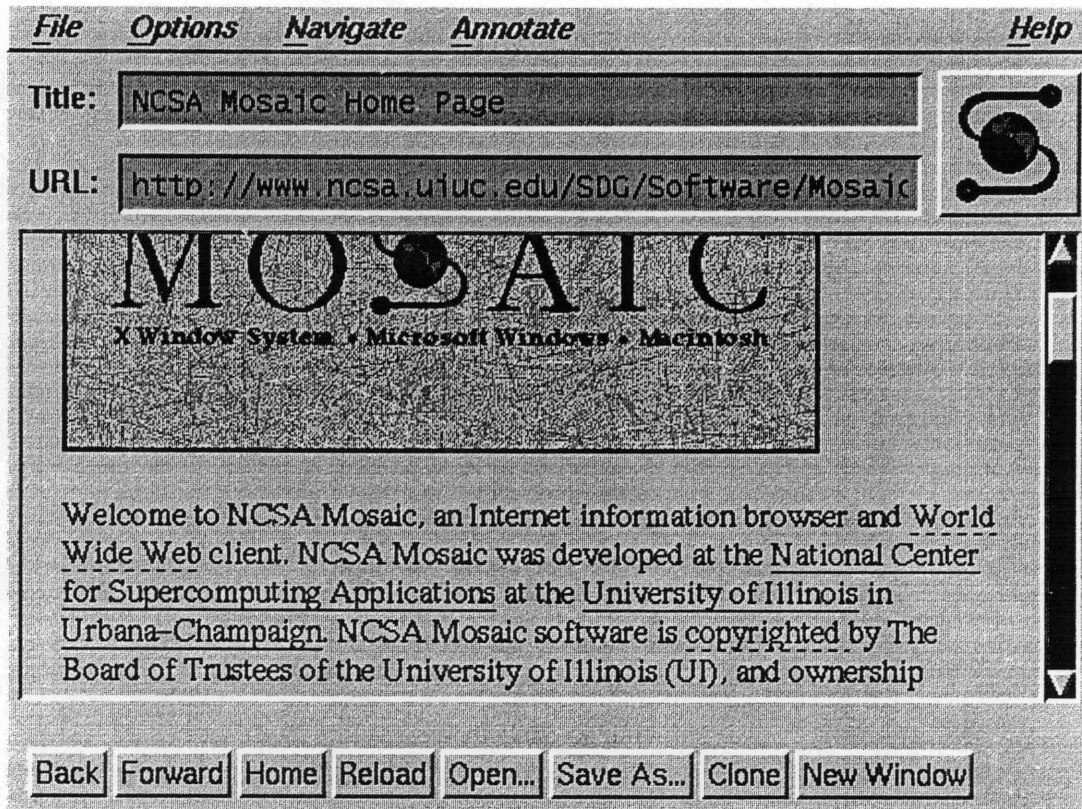 File Options Navigate Annotate Help
Title: NCSA Mosaic Home Page
URL: http://www.ncsa.uiuc.edu/SDG/Software/Mosaic
MOSAIC
X Window System • Microsoft Windows • Macintosh
Welcome to NCSA Mosaic, an Internet information browser and World
Wide Web client. NCSA Mosaic was developed at the National Center
for Supercomputing Applications at the University of Illinois in
Urbana–Champaign. NCSA Mosaic software is copyrighted by The
Board of Trustees of the University of Illinois (UI), and ownership
Back Forward Home Reload Open... Save As... Clone New Window